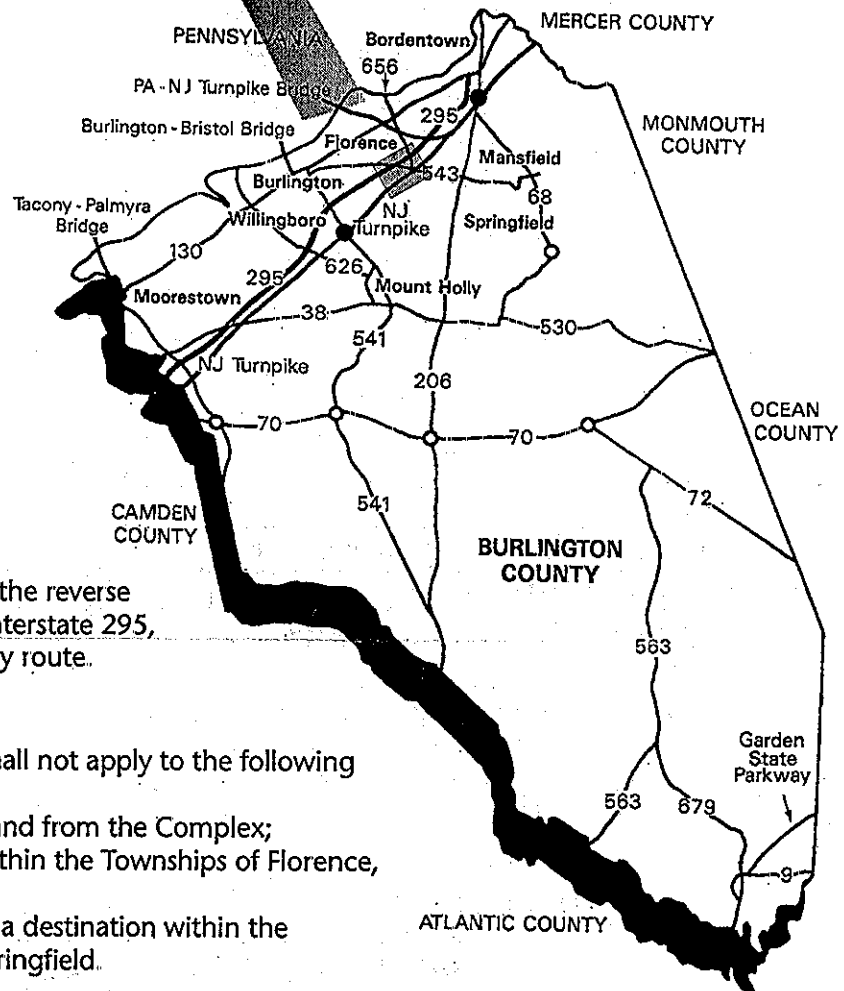 MERCER COUNTY
PENNSYLVANIA
Bordentown
656
PA-NJ Turnpike Bridge
295
MONMOUTH
COUNTY
Burlington-Bristol Bridge
Florence
Mansfield
543
Burlington
68
Tacony-Palmyra
Bridge
Willingboro
NJ
Turnpike
Springfield
130
295
626
Mount Holly
Moorestown
38
530
541
NJ Turnpike
206
OCEAN
COUNTY
70
70
72
541
CAMDEN
COUNTY
BURLINGTON
COUNTY
the reverse
nterstate 295,
y route.
563
all not apply to the following
Garden
State
Parkway
and from the Complex;
563
679
thin the Townships of Florence,
9
a destination within the
ringfield.
ATLANTIC COUNTY